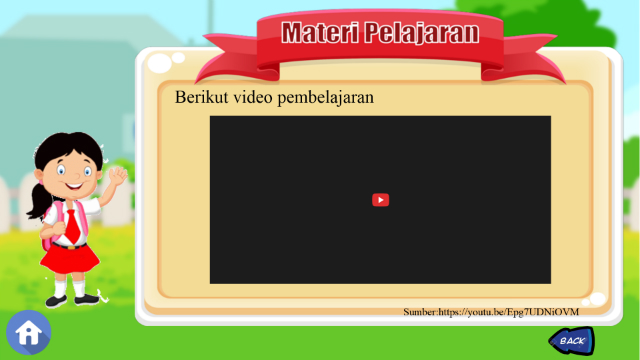 Materi Pelajaran
Berikut video pembelajaran
Sumber:https://youtu.be/Epg7UDNiOVM
BACK